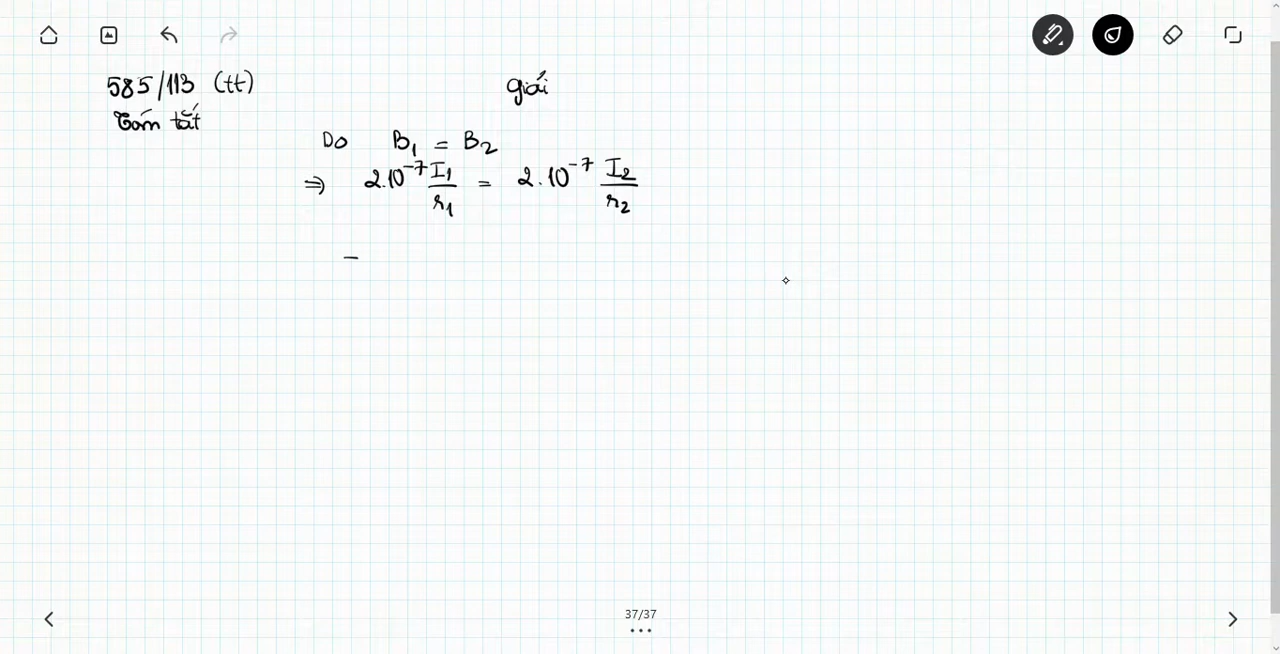 585/113 (tt)
Giải
Tóm tắt
Do B₁ = B₂
⇒ 2.10⁻⁷ I₁/r₁ = 2.10⁻⁷ I₂/r₂
–
37/37